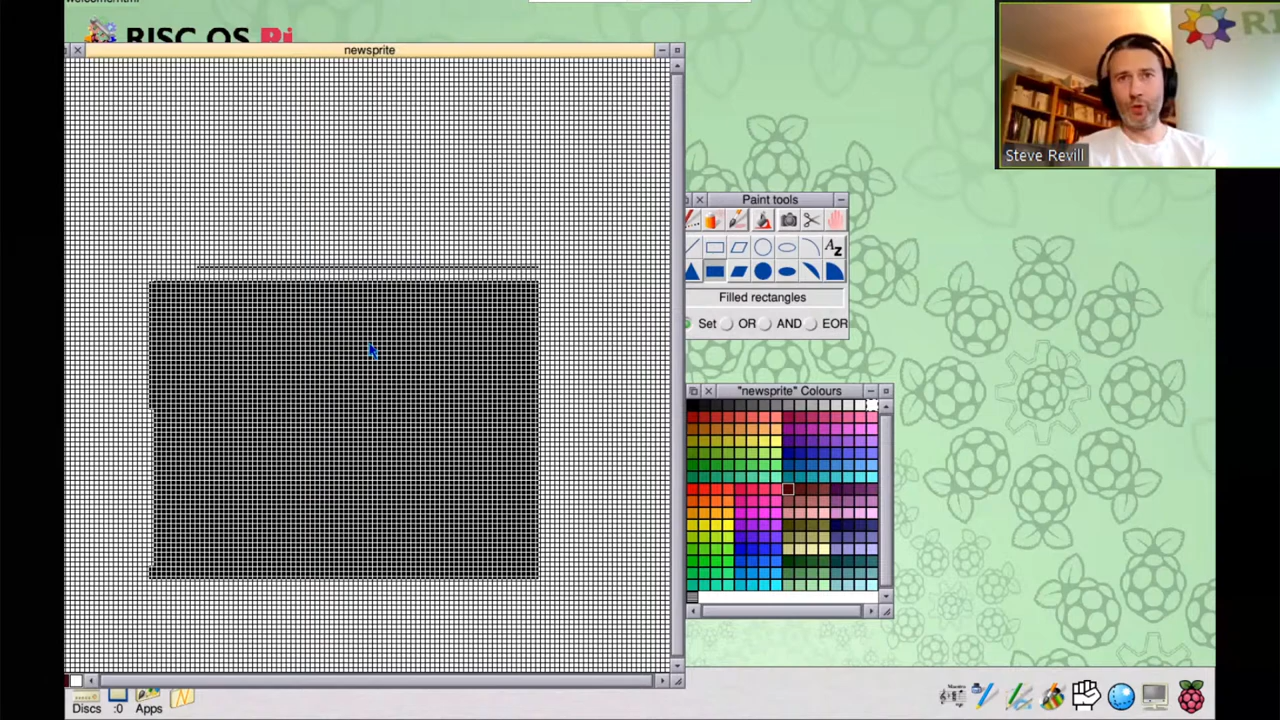 RISC OS Pi
newsprite
Steve Revill
Paint tools
Filled rectangles
Set OR AND EOR
"newsprite" Colours
Discs :0 Apps